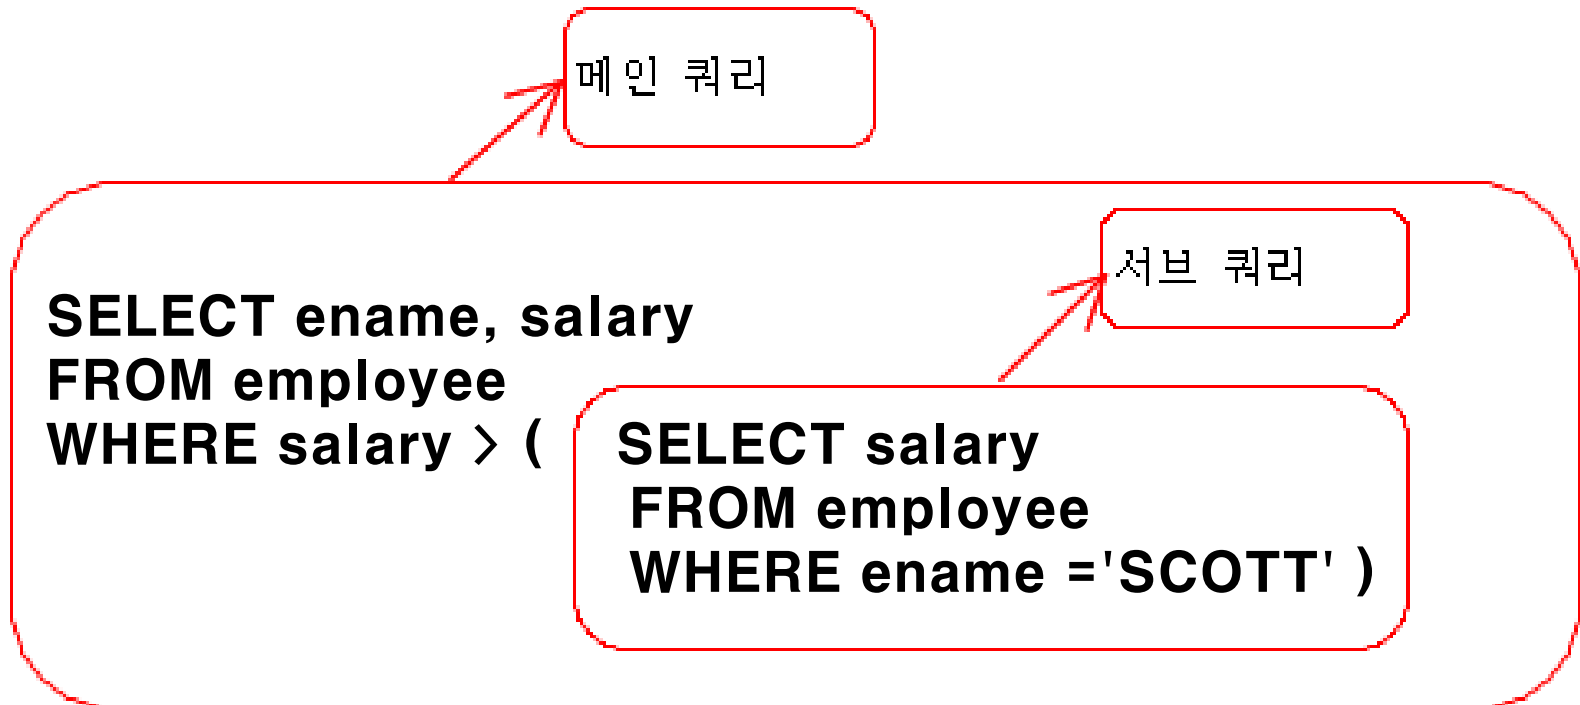 메인 쿼리
서브 쿼리
SELECT ename, salary
FROM employee
WHERE salary > ( SELECT salary
FROM employee
WHERE ename ='SCOTT' )